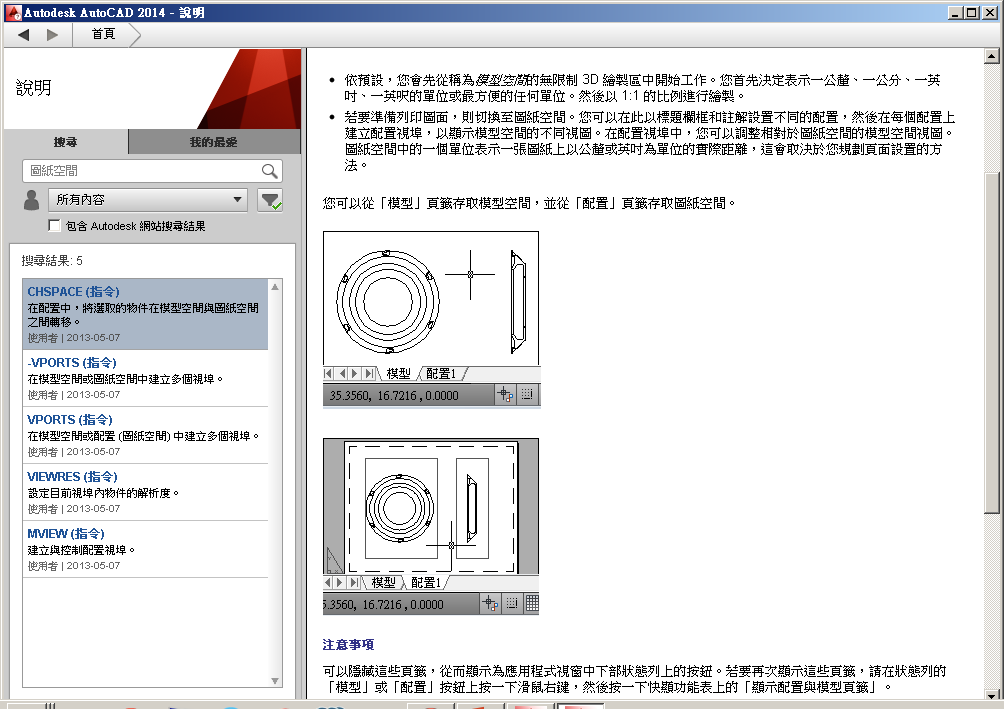 Autodesk AutoCAD 2014 - 說明
首頁
說明
搜尋
我的最愛
圖紙空間
所有內容
包含 Autodesk 網站搜尋結果
搜尋結果: 5
CHSPACE (指令)
在配置中，將選取的物件在模型空間與圖紙空間
之間轉移。
使用者 | 2013-05-07
-VPORTS (指令)
在模型空間或圖紙空間中建立多個視埠。
使用者 | 2013-05-07
VPORTS (指令)
在模型空間或配置 (圖紙空間) 中建立多個視埠。
使用者 | 2013-05-07
VIEWRES (指令)
設定目前視埠內物件的解析度。
使用者 | 2013-05-07
MVIEW (指令)
建立與控制配置視埠。
使用者 | 2013-05-07
• 依預設，您會先從稱為模型空間的無限制 3D 繪製區中開始工作。您首先決定表示一公釐、一公分、一英
吋、一英呎的單位或最方便的任何單位。然後以 1:1 的比例進行繪製。
• 若要準備列印圖面，則切換至圖紙空間。您可以在此以標題欄框和註解設置不同的配置，然後在每個配置上
建立配置視埠，以顯示模型空間的不同視圖。在配置視埠中，您可以調整相對於圖紙空間的模型空間視圖。
圖紙空間中的一個單位表示一張圖紙上以公釐或英吋為單位的實際距離，這會取決於您規劃頁面設置的方
法。
您可以從「模型」頁籤存取模型空間，並從「配置」頁籤存取圖紙空間。
模型 配置1
35.3560, 16.7216 , 0.0000
模型 配置1
5.3560, 16.7216 , 0.0000
注意事項
可以隱藏這些頁籤，從而顯示為應用程式視窗中下部狀態列上的按鈕。若要再次顯示這些頁籤，請在狀態列的
「模型」或「配置」按鈕上按一下滑鼠右鍵，然後按一下快顯功能表上的「顯示配置與模型頁籤」。